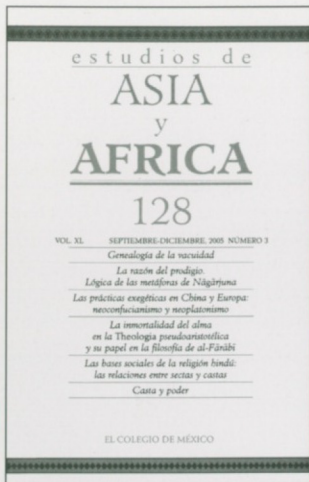 estudios de
ASIA
y
AFRICA
128
VOL. XL SEPTIEMBRE-DICIEMBRE, 2005 NÚMERO 3
Genealogía de la vacuidad
La razón del prodigio.
Lógica de las metáforas de Nāgārjuna
Las prácticas exegéticas en China y Europa:
neoconfucianismo y neoplatonismo
La inmortalidad del alma
en la Theologia pseudoaristotélica
y su papel en la filosofía de al-Fārābī
Las bases sociales de la religión hindú:
las relaciones entre sectas y castas
Casta y poder
EL COLEGIO DE MÉXICO